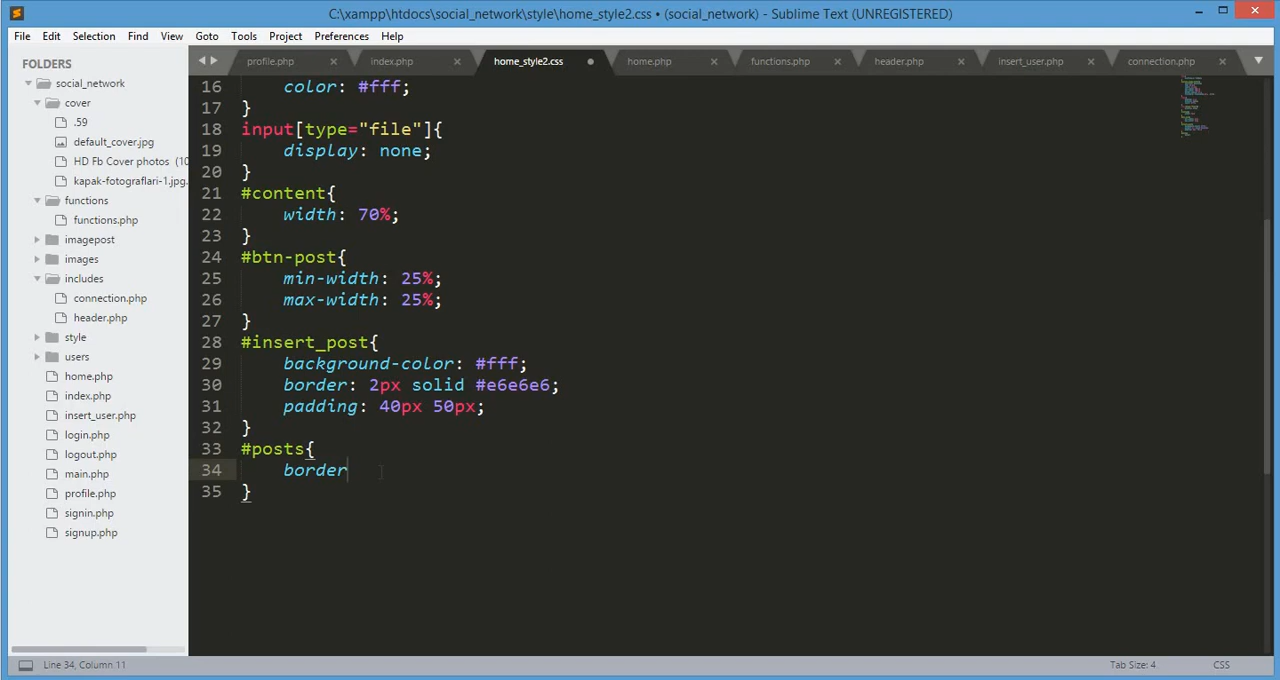 C:\xampp\htdocs\social_network\style\home_style2.css • (social_network) - Sublime Text (UNREGISTERED)
File Edit Selection Find View Goto Tools Project Preferences Help
FOLDERS
social_network
cover
.59
default_cover.jpg
HD Fb Cover photos (10
kapak-fotograflari-1.jpg.
functions
functions.php
imagepost
images
includes
connection.php
header.php
style
users
home.php
index.php
insert_user.php
login.php
logout.php
main.php
profile.php
signin.php
signup.php
profile.php index.php home_style2.css home.php functions.php header.php insert_user.php connection.php
16 color: #fff;
17 }
18 input[type="file"]{
19 display: none;
20 }
21 #content{
22 width: 70%;
23 }
24 #btn-post{
25 min-width: 25%;
26 max-width: 25%;
27 }
28 #insert_post{
29 background-color: #fff;
30 border: 2px solid #e6e6e6;
31 padding: 40px 50px;
32 }
33 #posts{
34 border
35 }
Line 34, Column 11 Tab Size: 4 CSS